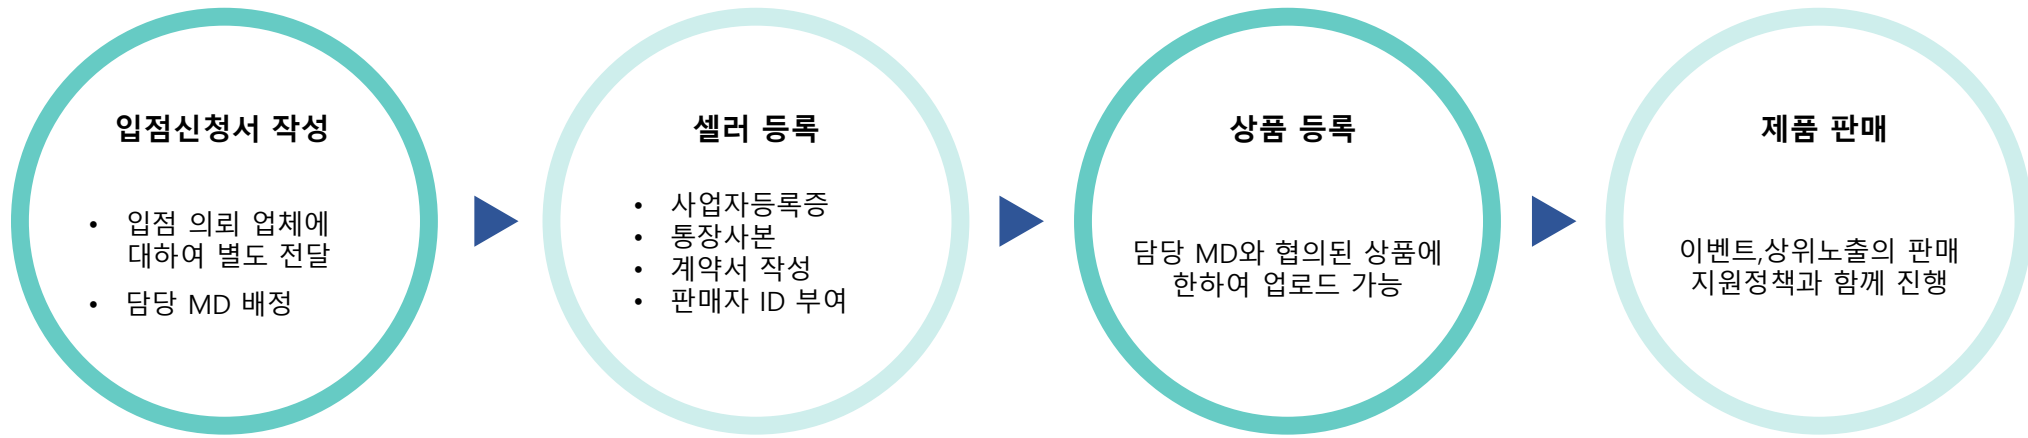 입점신청서 작성
• 입점 의뢰 업체에
대하여 별도 전달
• 담당 MD 배정
셀러 등록
• 사업자등록증
• 통장사본
• 계약서 작성
• 판매자 ID 부여
상품 등록
담당 MD와 협의된 상품에
한하여 업로드 가능
제품 판매
이벤트,상위노출의 판매
지원정책과 함께 진행